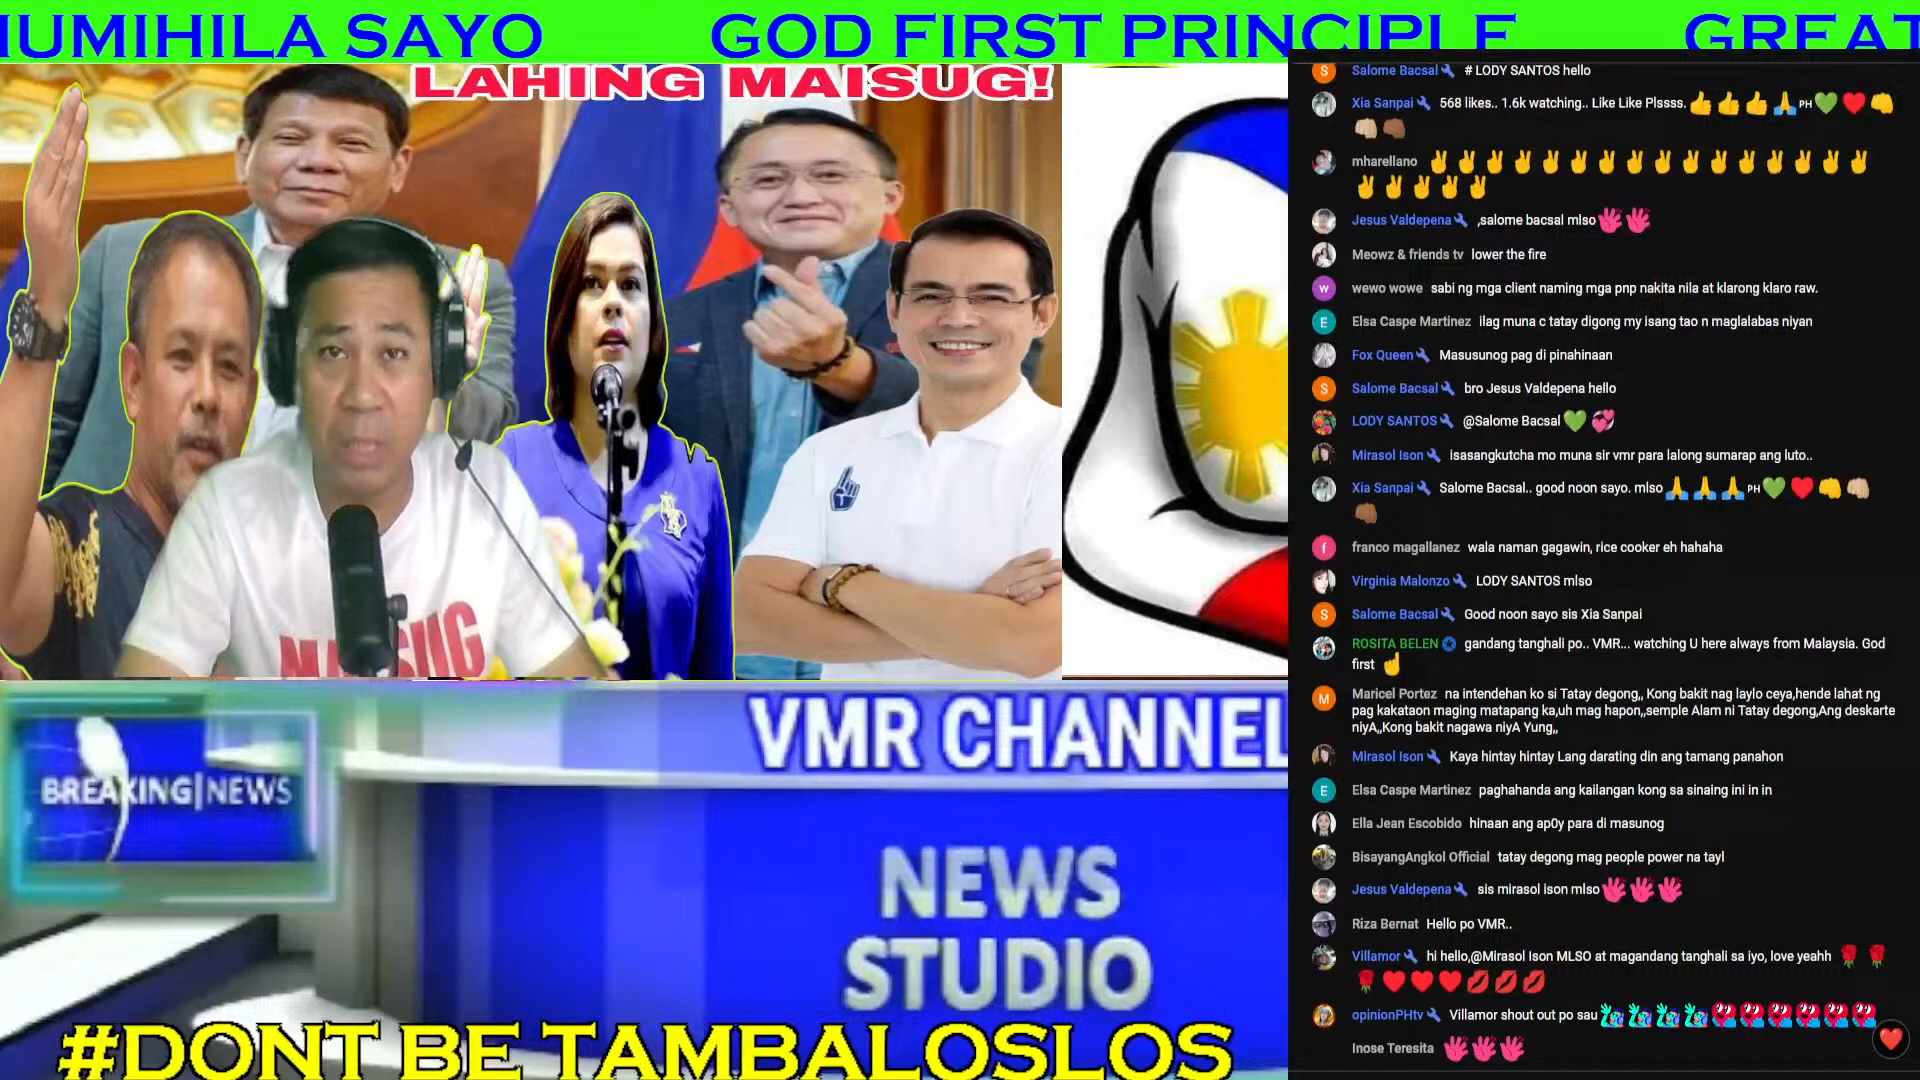 HUMIHILA SAYO GOD FIRST PRINCIPLE GREAT
LAHING MAISUG!
MAISUG
VMR CHANNEL
BREAKING|NEWS
NEWS
STUDIO
#DONT BE TAMBALOSLOS
Salome Bacsal # LODY SANTOS hello
Xia Sanpai 568 likes.. 1.6k watching.. Like Like Plssss. 👍👍👍🙏PH💚❤️👊
👊🏻👊🏾
mharellano ✌️✌️✌️✌️✌️✌️✌️✌️✌️✌️✌️✌️✌️✌️✌️✌️
✌️✌️✌️✌️✌️
Jesus Valdepena ,salome bacsal mlso
Meowz & friends tv lower the fire
w wewo wowe sabi ng mga client naming mga pnp nakita nila at klarong klaro raw.
E Elsa Caspe Martinez ilag muna c tatay digong my isang tao n maglalabas niyan
Fox Queen Masusunog pag di pinahinaan
S Salome Bacsal bro Jesus Valdepena hello
LODY SANTOS @Salome Bacsal 💚💞
Mirasol Ison isasangkutcha mo muna sir vmr para lalong sumarap ang luto..
Xia Sanpai Salome Bacsal.. good noon sayo. mlso 🙏🙏🙏PH💚❤️👊👊🏼
👊🏾
f franco magallanez wala naman gagawin, rice cooker eh hahaha
Virginia Malonzo LODY SANTOS mlso
S Salome Bacsal Good noon sayo sis Xia Sanpai
ROSITA BELEN gandang tanghali po.. VMR... watching U here always from Malaysia. God
first ☝️
M Maricel Portez na intendehan ko si Tatay degong,, Kong bakit nag laylo ceya,hende lahat ng
pag kakataon maging matapang ka,uh mag hapon,,semple Alam ni Tatay degong,Ang deskarte
niyA,,Kong bakit nagawa niyA Yung,,
Mirasol Ison Kaya hintay hintay Lang darating din ang tamang panahon
E Elsa Caspe Martinez paghahanda ang kailangan kong sa sinaing ini in in
Ella Jean Escobido hinaan ang ap0y para di masunog
BisayangAngkol Official tatay degong mag people power na tayl
Jesus Valdepena sis mirasol ison mlso
Riza Bernat Hello po VMR..
Villamor hi hello,@Mirasol Ison MLSO at magandang tanghali sa iyo, love yeahh 🌹🌹
🌹❤️❤️❤️💋💋💋
opinionPHtv Villamor shout out po sau
Inose Teresita